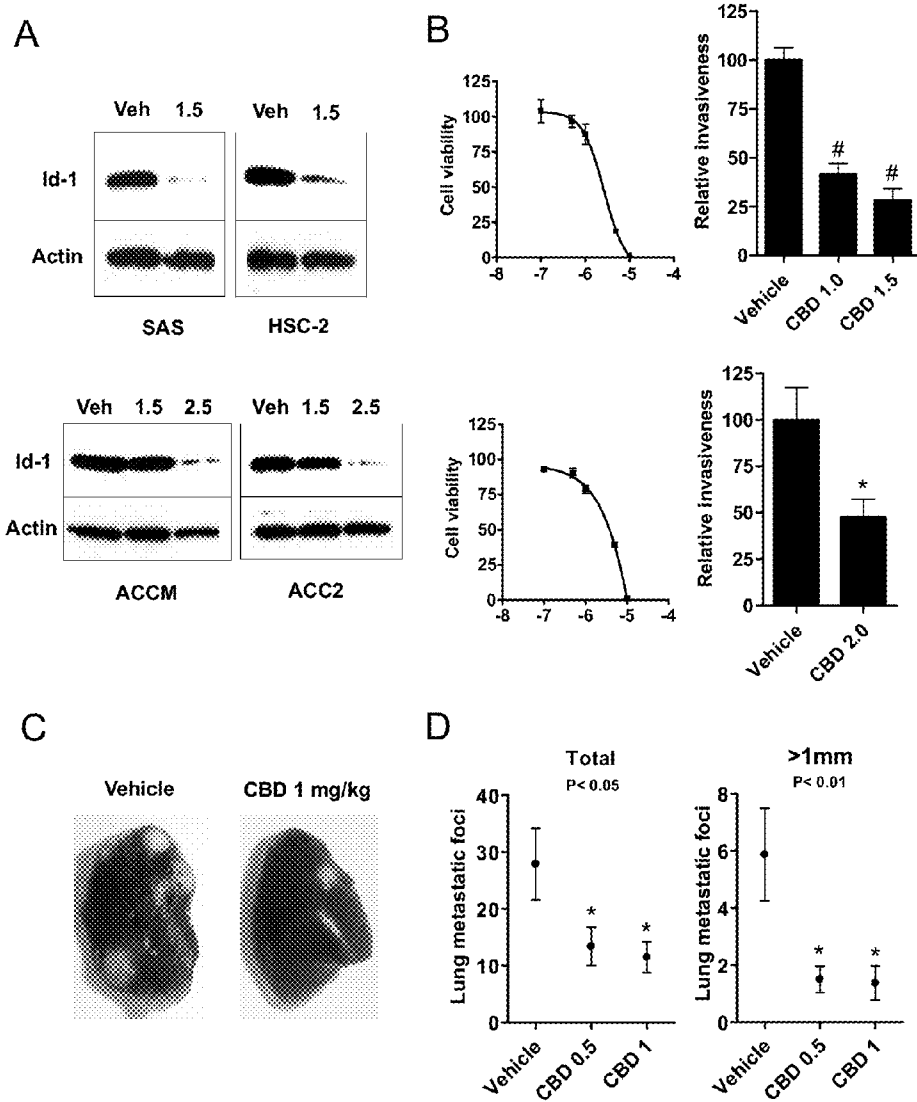 A
Veh 1.5
Veh 1.5
Id-1
Actin
SAS
HSC-2
Veh 1.5 2.5
Veh 1.5 2.5
Id-1
Actin
ACCM
ACC2
B
Cell viability
125
100
75
50
25
0
-8 -7 -6 -5 -4
Relative invasiveness
125
100
75
50
25
0
#
#
Vehicle
CBD 1.0
CBD 1.5
Cell viability
125
100
75
50
25
0
-8 -7 -6 -5 -4
Relative invasiveness
125
100
75
50
25
0
*
Vehicle
CBD 2.0
C
Vehicle
CBD 1 mg/kg
D
Total
P< 0.05
Lung metastatic foci
40
30
20
10
0
*
*
Vehicle
CBD 0.5
CBD 1
>1mm
P< 0.01
Lung metastatic foci
8
6
4
2
0
*
*
Vehicle
CBD 0.5
CBD 1